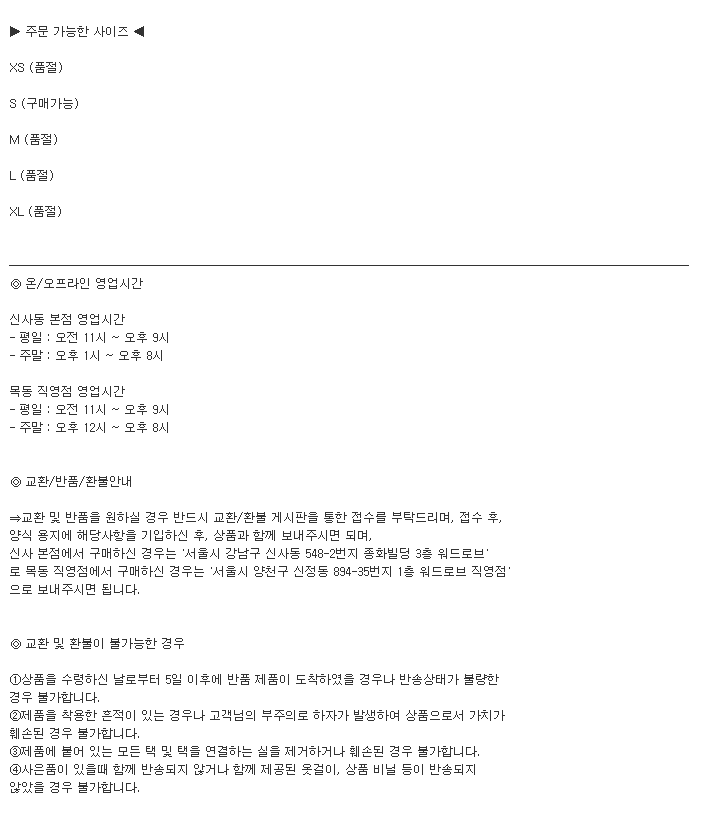 ▶ 주문 가능한 사이즈 ◀
XS (품절)
S (구매가능)
M (품절)
L (품절)
XL (품절)
◎ 온/오프라인 영업시간
신사동 본점 영업시간
- 평일 : 오전 11시 ~ 오후 9시
- 주말 : 오후 1시 ~ 오후 8시
목동 직영점 영업시간
- 평일 : 오전 11시 ~ 오후 9시
- 주말 : 오후 12시 ~ 오후 8시
◎ 교환/반품/환불안내
⇒교환 및 반품을 원하실 경우 반드시 교환/환불 게시판을 통한 접수를 부탁드리며, 접수 후,
양식 용지에 해당사항을 기입하신 후, 상품과 함께 보내주시면 되며,
신사 본점에서 구매하신 경우는 '서울시 강남구 신사동 548-2번지 종화빌딩 3층 워드로브'
로 목동 직영점에서 구매하신 경우는 '서울시 양천구 신정동 894-35번지 1층 워드로브 직영점'
으로 보내주시면 됩니다.
◎ 교환 및 환불이 불가능한 경우
①상품을 수령하신 날로부터 5일 이후에 반품 제품이 도착하였을 경우나 반송상태가 불량한
경우 불가합니다.
②제품을 착용한 흔적이 있는 경우나 고객님의 부주의로 하자가 발생하여 상품으로서 가치가
훼손된 경우 불가합니다.
③제품에 붙어 있는 모든 택 및 택을 연결하는 실을 제거하거나 훼손된 경우 불가합니다.
④사은품이 있을때 함께 반송되지 않거나 함께 제공된 옷걸이, 상품 비닐 등이 반송되지
않았을 경우 불가합니다.